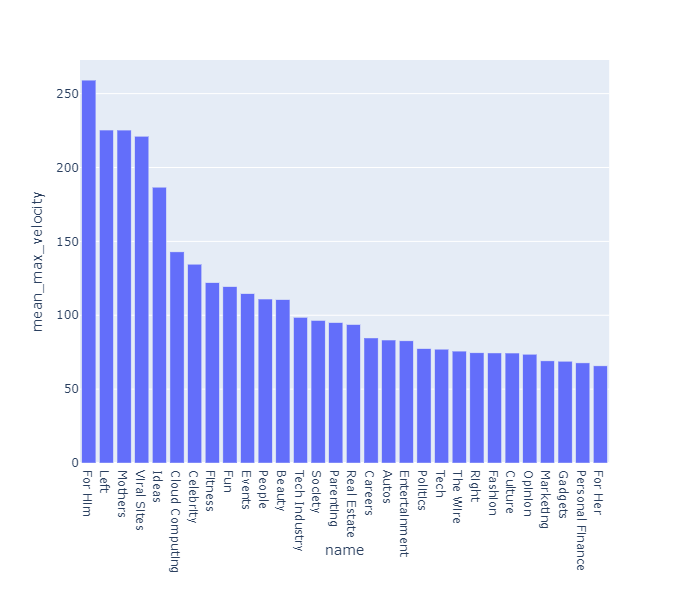 250
200
150
100
50
0
mean_max_velocity
For Him
Left
Mothers
Viral Sites
Ideas
Cloud Computing
Celebrity
Fitness
Fun
Events
People
Beauty
Tech Industry
Society
Parenting
Real Estate
Careers
Autos
Entertainment
Politics
Tech
The Wire
Right
Fashion
Culture
Opinion
Marketing
Gadgets
Personal Finance
For Her
name